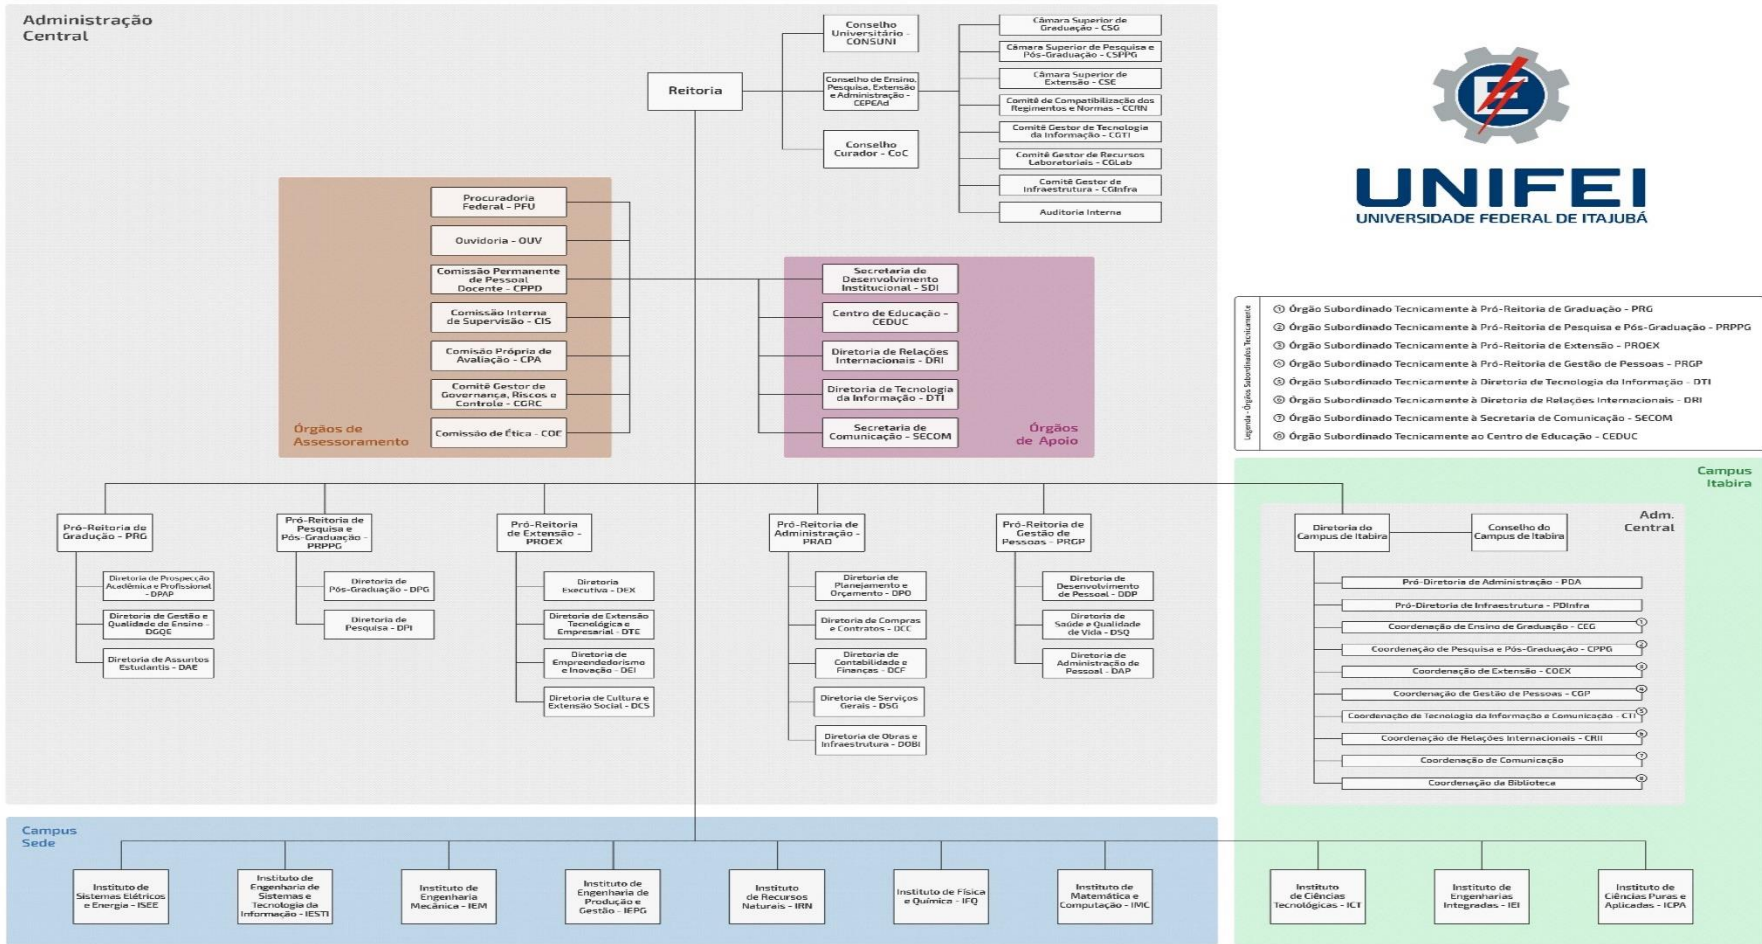 Administração
Central
Reitoria
Conselho
Universitário -
CONSUNI
Conselho de Ensino,
Pesquisa, Extensão
e Administração -
CEPEAd
Conselho
Curador - CoC
Câmara Superior de
Graduação - CSG
Câmara Superior de Pesquisa e
Pós-Graduação - CSPPG
Câmara Superior de
Extensão - CSE
Comitê de Compatibilização dos
Regimentos e Normas - CCRN
Comitê Gestor de Tecnologia
da Informação - CGTI
Comitê Gestor de Recursos
Laboratoriais - CGLab
Comitê Gestor de
Infraestrutura - CGInfra
Auditoria Interna
E
UNIFEI
UNIVERSIDADE FEDERAL DE ITAJUBÁ
Procuradoria
Federal - PFU
Ouvidoria - OUV
Comissão Permanente
de Pessoal
Docente - CPPD
Comissão Interna
de Supervisão - CIS
Comisão Própria de
Avaliação - CPA
Comitê Gestor de
Governança, Riscos e
Controle - CGRC
Comissão de Ética - COE
Órgãos de
Assessoramento
Secretaria de
Desenvolvimento
Institucional - SDI
Centro de Educação -
CEDUC
Diretoria de Relações
Internacionais - DRI
Diretoria de Tecnologia
da Informação - DTI
Secretaria de
Comunicação - SECOM
Órgãos
de Apoio
Legenda - Órgãos Subordinados Tecnicamente
① Órgão Subordinado Tecnicamente à Pró-Reitoria de Graduação - PRG
② Órgão Subordinado Tecnicamente à Pró-Reitoria de Pesquisa e Pós-Graduação - PRPPG
③ Órgão Subordinado Tecnicamente à Pró-Reitoria de Extensão - PROEX
④ Órgão Subordinado Tecnicamente à Pró-Reitoria de Gestão de Pessoas - PRGP
⑤ Órgão Subordinado Tecnicamente à Diretoria de Tecnologia da Informação - DTI
⑥ Órgão Subordinado Tecnicamente à Diretoria de Relações Internacionais - DRI
⑦ Órgão Subordinado Tecnicamente à Secretaria de Comunicação - SECOM
⑧ Órgão Subordinado Tecnicamente ao Centro de Educação - CEDUC
Pró-Reitoria de
Gradução - PRG
Diretoria de Prospecção
Acadêmica e Profissional
- DPAP
Diretoria de Gestão e
Qualidade de Ensino -
DGQE
Diretoria de Assuntos
Estudantis - DAE
Pró-Reitoria de
Pesquisa e
Pós-Graduação -
PRPPG
Diretoria de
Pós-Graduação - DPG
Diretoria de
Pesquisa - DPI
Pró-Reitoria
de Extensão -
PROEX
Diretoria
Executiva - DEX
Diretoria de Extensão
Tecnológica e
Empresarial - DTE
Diretoria de
Empreendedorismo
e Inovação - DEI
Diretoria de Cultura e
Extensão Social - DCS
Pró-Reitoria de
Administração -
PRAD
Diretoria de
Planejamento e
Orçamento - DPO
Diretoria de Compras
e Contratos - DCC
Diretoria de
Contabilidade e
Finanças - DCF
Diretoria de Serviços
Gerais - DSG
Diretoria de Obras e
Infraestrutura - DOBI
Pró-Reitoria de
Gestão de
Pessoas - PRGP
Diretoria de
Desenvolvimento
de Pessoal - DDP
Diretoria de
Saúde e Qualidade
de Vida - DSQ
Diretoria de
Administração de
Pessoal - DAP
Campus
Itabira
Adm.
Central
Diretoria do
Campus de Itabira
Conselho do
Campus de Itabira
Pró-Diretoria de Administração - PDA
Pró-Diretoria de Infraestrutura - PDInfra
Coordenação de Ensino de Graduação - CEG ①
Coordenação de Pesquisa e Pós-Graduação - CPPG ②
Coordenação de Extensão - COEX ③
Coordenação de Gestão de Pessoas - CGP ④
Coordenação de Tecnologia da Informação e Comunicação - CTI ⑤
Coordenação de Relações Internacionais - CRII ⑥
Coordenação de Comunicação ⑦
Coordenação da Biblioteca ⑧
Campus
Sede
Instituto de
Sistemas Elétricos
e Energia - ISEE
Instituto de
Engenharia de
Sistemas e
Tecnologia da
Informação - IESTI
Instituto de
Engenharia
Mecânica - IEM
Instituto de
Engenharia de
Produção e
Gestão - IEPG
Instituto
de Recursos
Naturais - IRN
Instituto de Física
e Química - IFQ
Instituto de
Matemática e
Computação - IMC
Instituto
de Ciências
Tecnológicas - ICT
Instituto de
Engenharias
Integradas - IEI
Instituto de
Ciências Puras e
Aplicadas - ICPA